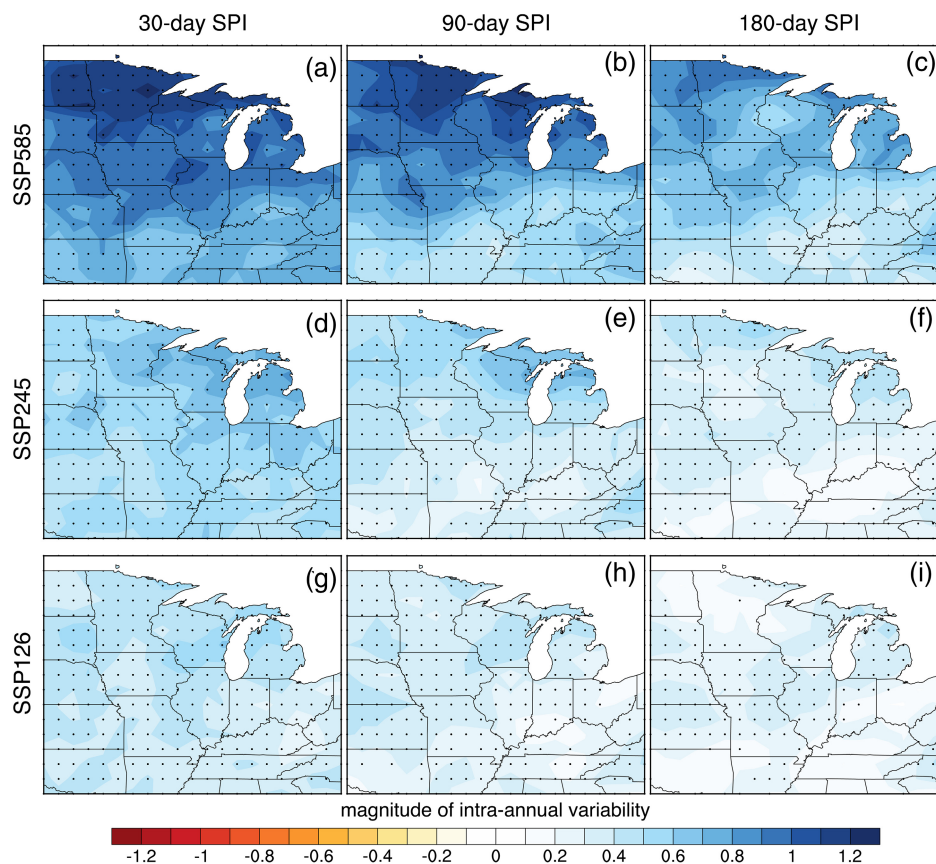 30-day SPI 90-day SPI 180-day SPI
SSP585
(a) (b) (c)
SSP245
(d) (e) (f)
SSP126
(g) (h) (i)
magnitude of intra-annual variability
-1.2 -1 -0.8 -0.6 -0.4 -0.2 0 0.2 0.4 0.6 0.8 1 1.2